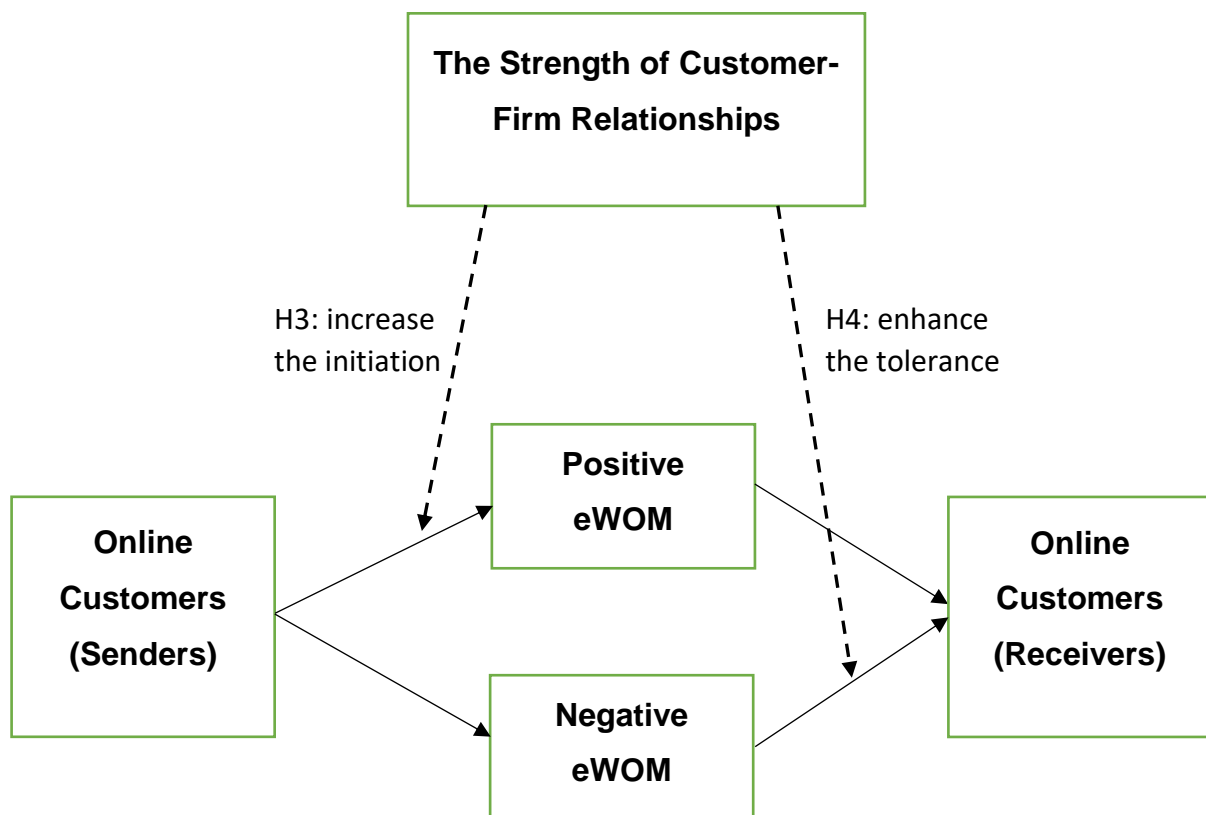 The Strength of Customer-
Firm Relationships
H3: increase
the initiation
H4: enhance
the tolerance
Positive
eWOM
Online
Customers
(Senders)
Online
Customers
(Receivers)
Negative
eWOM